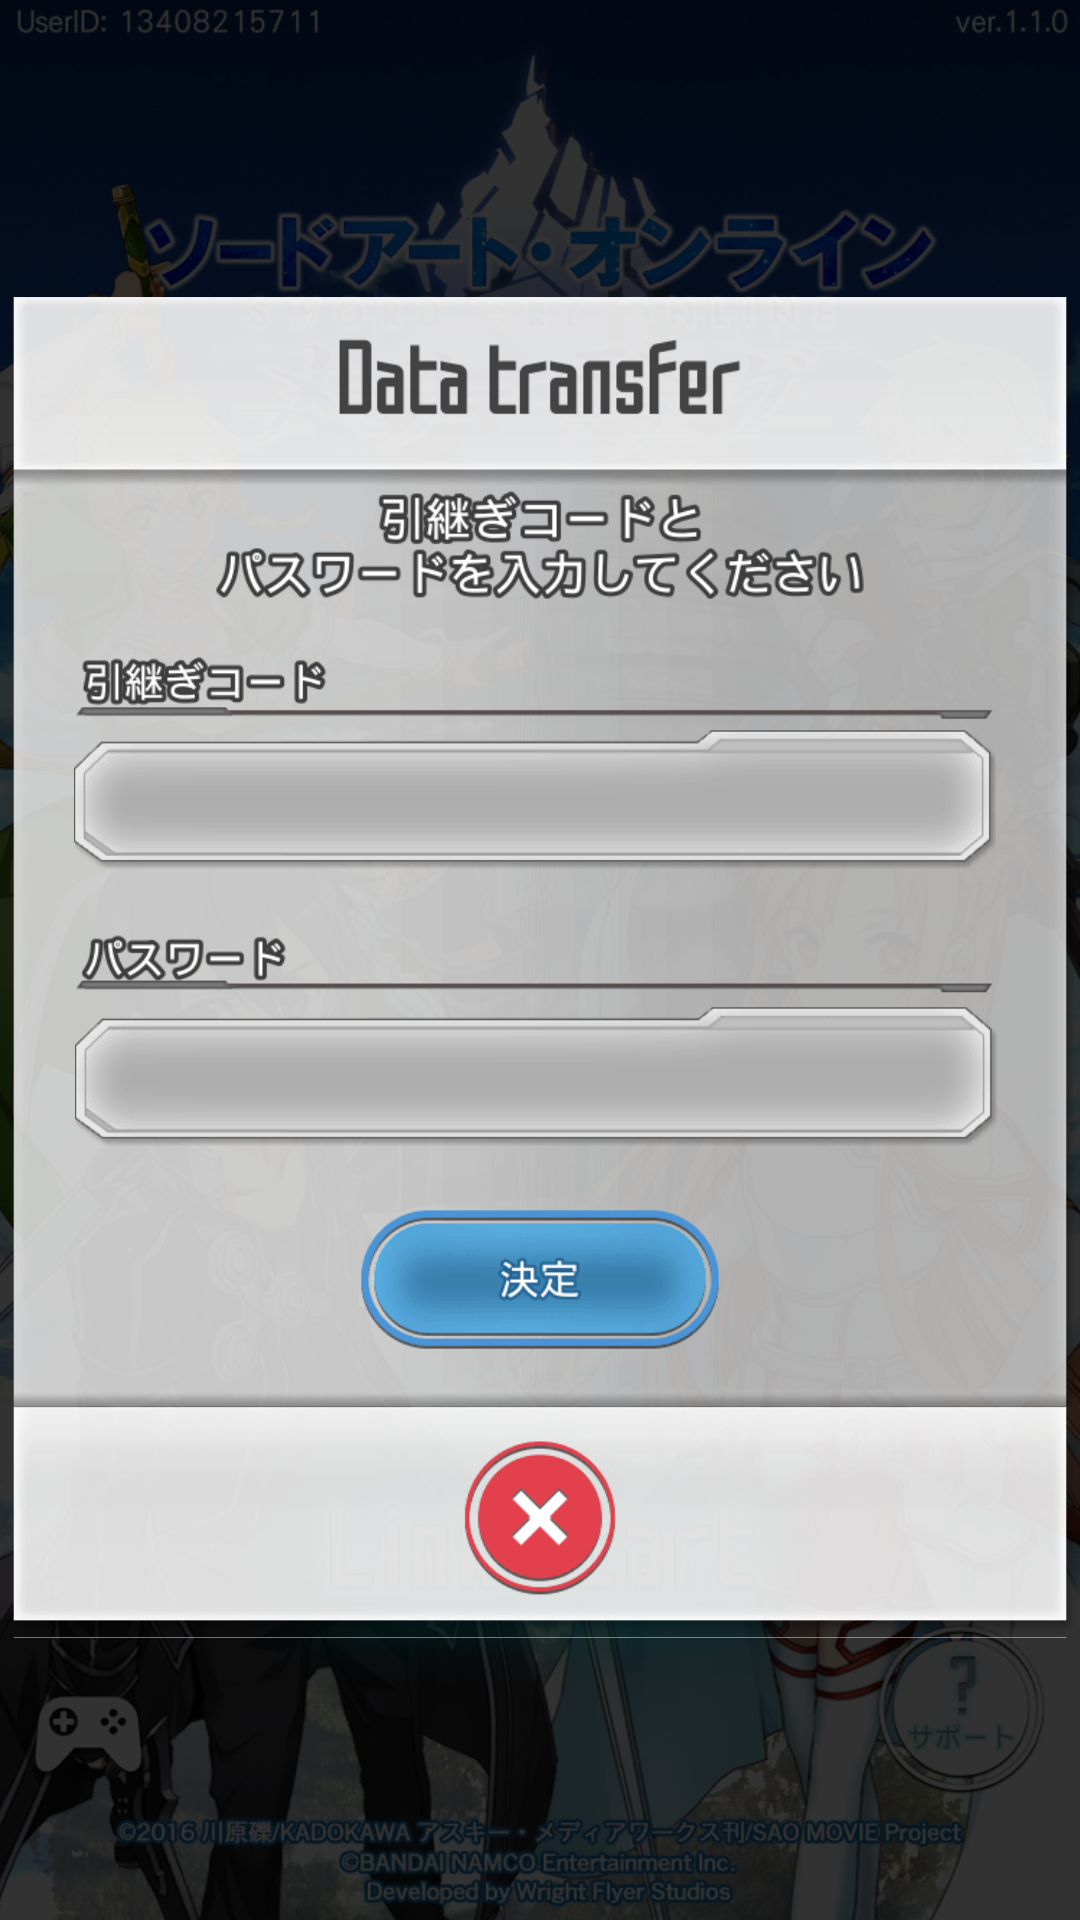 UserID: 13408215711
ver.1.1.0
ソードアート・オンライン
SWORD ART ONLINE
Data transfer
引継ぎコードと
パスワードを入力してください
引継ぎコード
パスワード
決定
?
サポート
©2016 川原礫/KADOKAWA アスキー・メディアワークス刊/SAO MOVIE Project
©BANDAI NAMCO Entertainment Inc.
Developed by Wright Flyer Studios